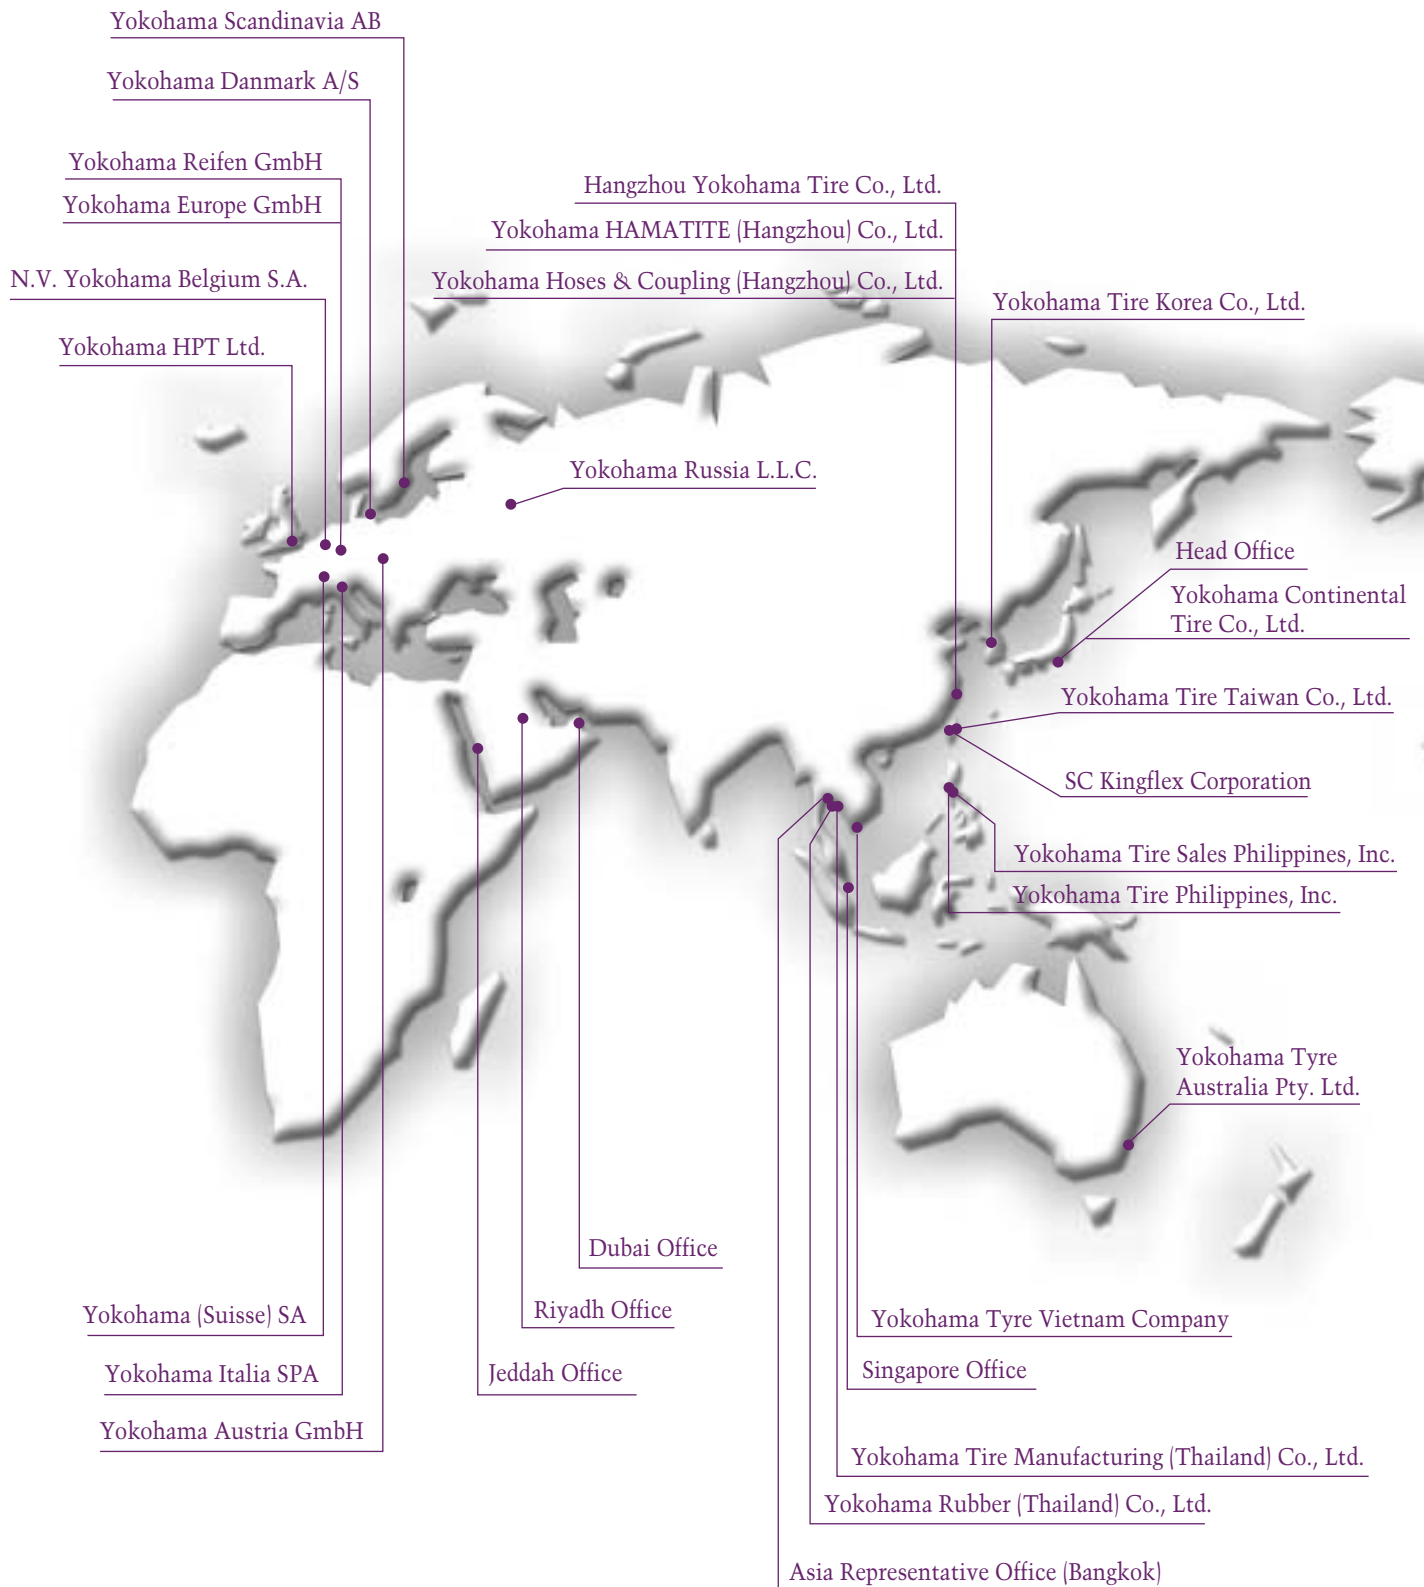 Yokohama Scandinavia AB
Yokohama Danmark A/S
Yokohama Reifen GmbH
Yokohama Europe GmbH
N.V. Yokohama Belgium S.A.
Yokohama HPT Ltd.
Hangzhou Yokohama Tire Co., Ltd.
Yokohama HAMATITE (Hangzhou) Co., Ltd.
Yokohama Hoses & Coupling (Hangzhou) Co., Ltd.
Yokohama Tire Korea Co., Ltd.
Yokohama Russia L.L.C.
Head Office
Yokohama Continental
Tire Co., Ltd.
Yokohama Tire Taiwan Co., Ltd.
SC Kingflex Corporation
Yokohama Tire Sales Philippines, Inc.
Yokohama Tire Philippines, Inc.
Yokohama Tyre
Australia Pty. Ltd.
Dubai Office
Riyadh Office
Jeddah Office
Yokohama (Suisse) SA
Yokohama Italia SPA
Yokohama Austria GmbH
Yokohama Tyre Vietnam Company
Singapore Office
Yokohama Tire Manufacturing (Thailand) Co., Ltd.
Yokohama Rubber (Thailand) Co., Ltd.
Asia Representative Office (Bangkok)